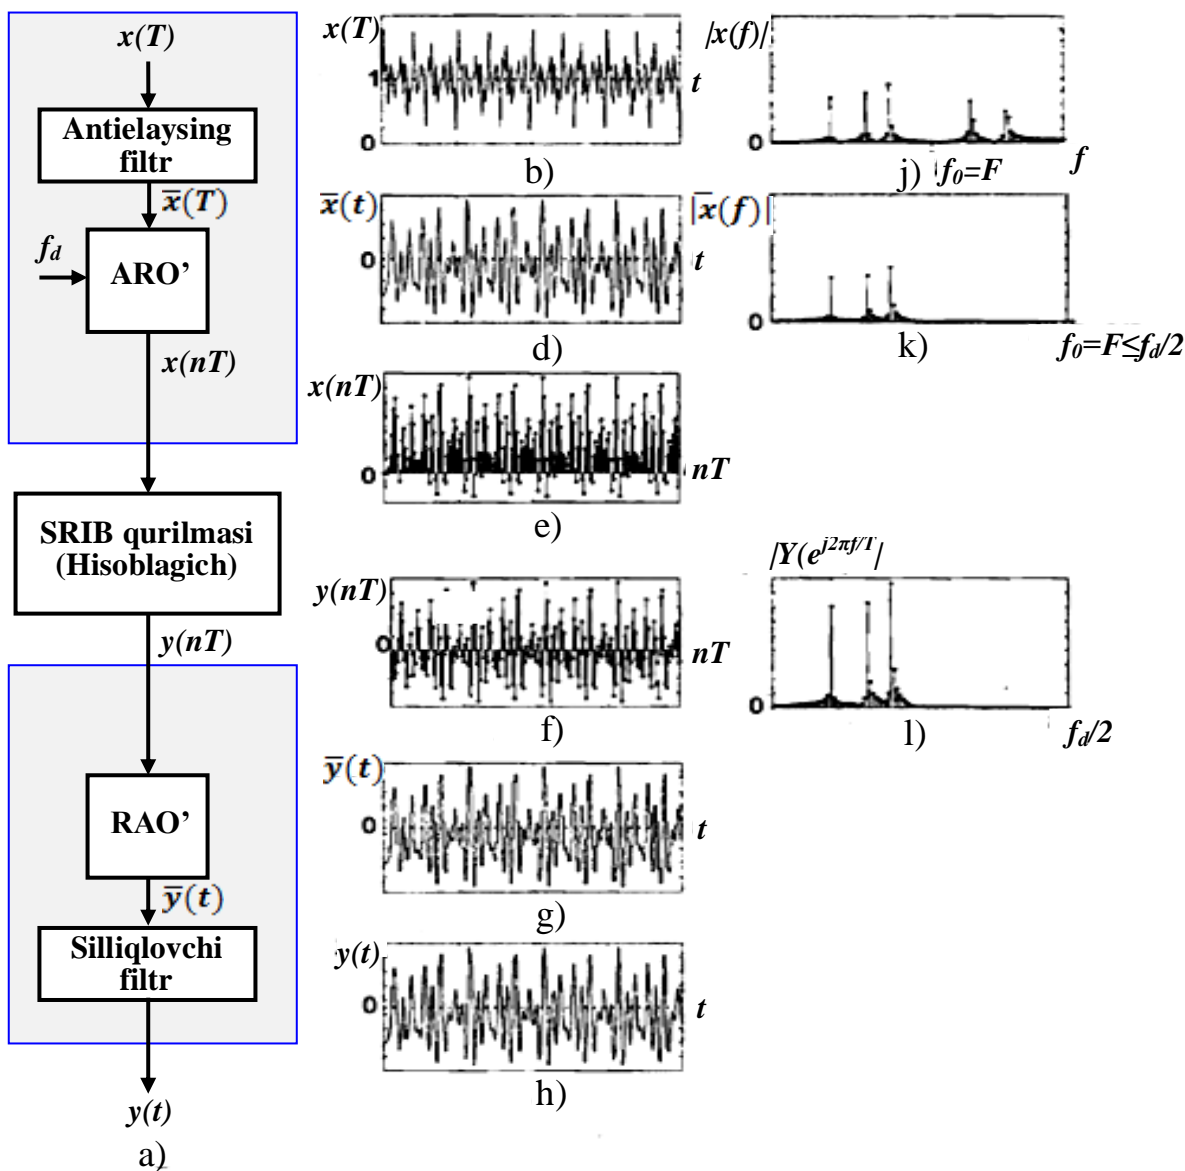 x(T)
Antielaysing
filtr
x̅(T)
f_d
ARO’
x(nT)
SRIB qurilmasi
(Hisoblagich)
y(nT)
RAO’
y̅(t)
Silliqlovchi
filtr
y(t)
a)
x(T)
1
0
t
b)
x̅(t)
0
t
d)
x(nT)
0
nT
e)
y(nT)
0
nT
f)
y̅(t)
0
t
g)
y(t)
0
t
h)
|x(f)|
0
j) f₀=F
f
|x̅(f)|
0
k)
f₀=F≤f_d/2
|Y(e^{j2πf/T}|
0
l)
f_d/2